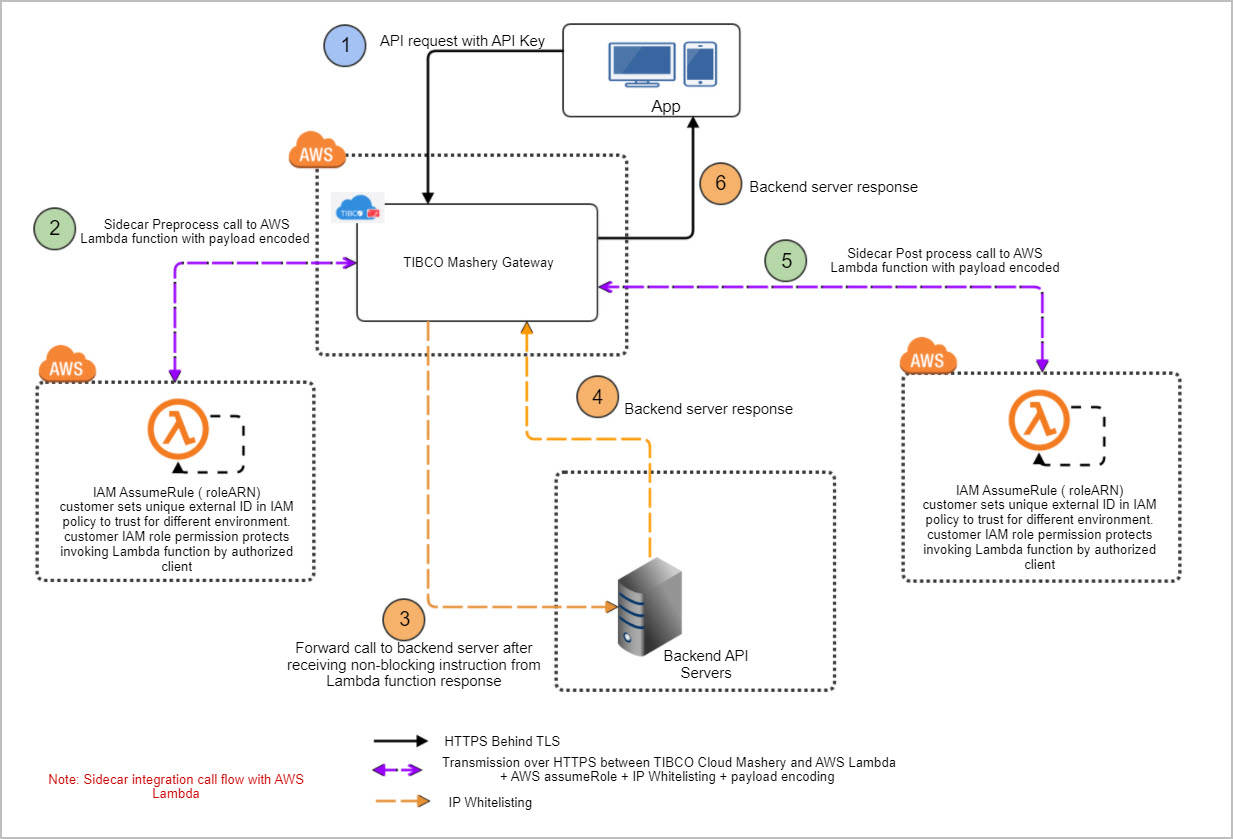 1
API request with API Key
App
AWS
6
Backend server response
TIBCO
2
Sidecar Preprocess call to AWS
Lambda function with payload encoded
TIBCO Mashery Gateway
5
Sidecar Post process call to AWS
Lambda function with payload encoded
AWS
AWS
4
Backend server response
IAM AssumeRule ( roleARN)
customer sets unique external ID in IAM
policy to trust for different environment.
customer IAM role permission protects
invoking Lambda function by authorized
client
IAM AssumeRule ( roleARN)
customer sets unique external ID in IAM
policy to trust for different environment.
customer IAM role permission protects
invoking Lambda function by authorized
client
3
Forward call to backend server after
receiving non-blocking instruction from
Lambda function response
Backend API
Servers
HTTPS Behind TLS
Transmission over HTTPS between TIBCO Cloud Mashery and AWS Lambda
+ AWS assumeRole + IP Whitelisting + payload encoding
IP Whitelisting
Note: Sidecar integration call flow with AWS
Lambda